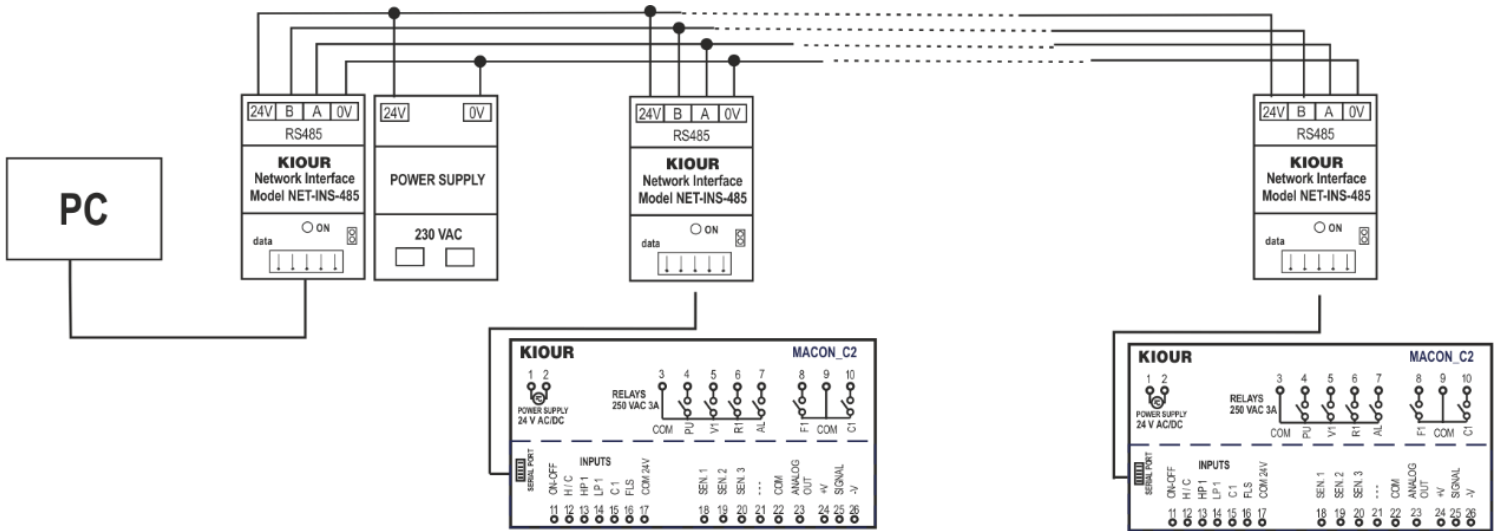 24V B A 0V
RS485
KIOUR
Network Interface
Model NET-INS-485
ON
data
24V 0V
POWER SUPPLY
230 VAC
24V B A 0V
RS485
KIOUR
Network Interface
Model NET-INS-485
ON
data
24V B A 0V
RS485
KIOUR
Network Interface
Model NET-INS-485
ON
data
PC
KIOUR MACON_C2
1 2 3 4 5 6 7 8 9 10
RELAYS
250 VAC 3A
POWER SUPPLY
24 V AC/DC
COM PU V1 R1 AL F1 COM C1
SERIAL PORT
INPUTS
ON-OFF H / C HP 1 LP 1 C 1 FLS COM 24V SEN. 1 SEN. 2 SEN. 3 --- COM ANALOG OUT +V SIGNAL -V
11 12 13 14 15 16 17 18 19 20 21 22 23 24 25 26
KIOUR MACON_C2
1 2 3 4 5 6 7 8 9 10
RELAYS
250 VAC 3A
POWER SUPPLY
24 V AC/DC
COM PU V1 R1 AL F1 COM C1
SERIAL PORT
INPUTS
ON-OFF H / C HP 1 LP 1 C 1 FLS COM 24V SEN. 1 SEN. 2 SEN. 3 --- COM ANALOG OUT +V SIGNAL -V
11 12 13 14 15 16 17 18 19 20 21 22 23 24 25 26